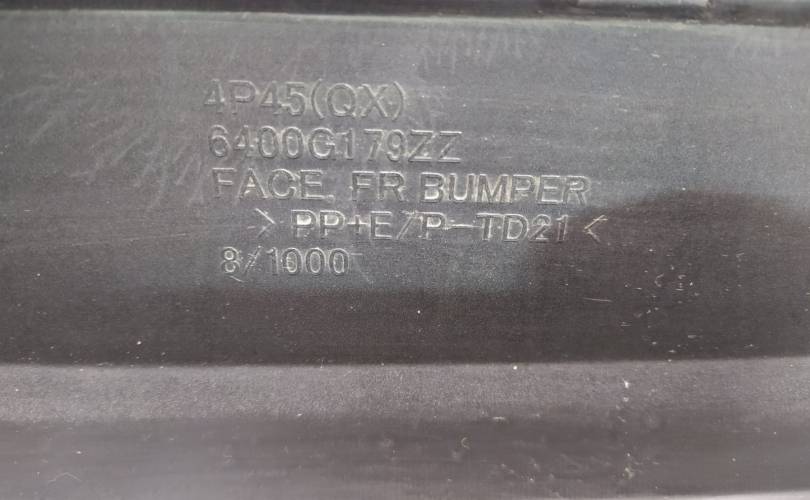 4P45(QX)
6400G179ZZ
FACE, FR BUMPER
> PP+E/P-TD21 <
8/1000